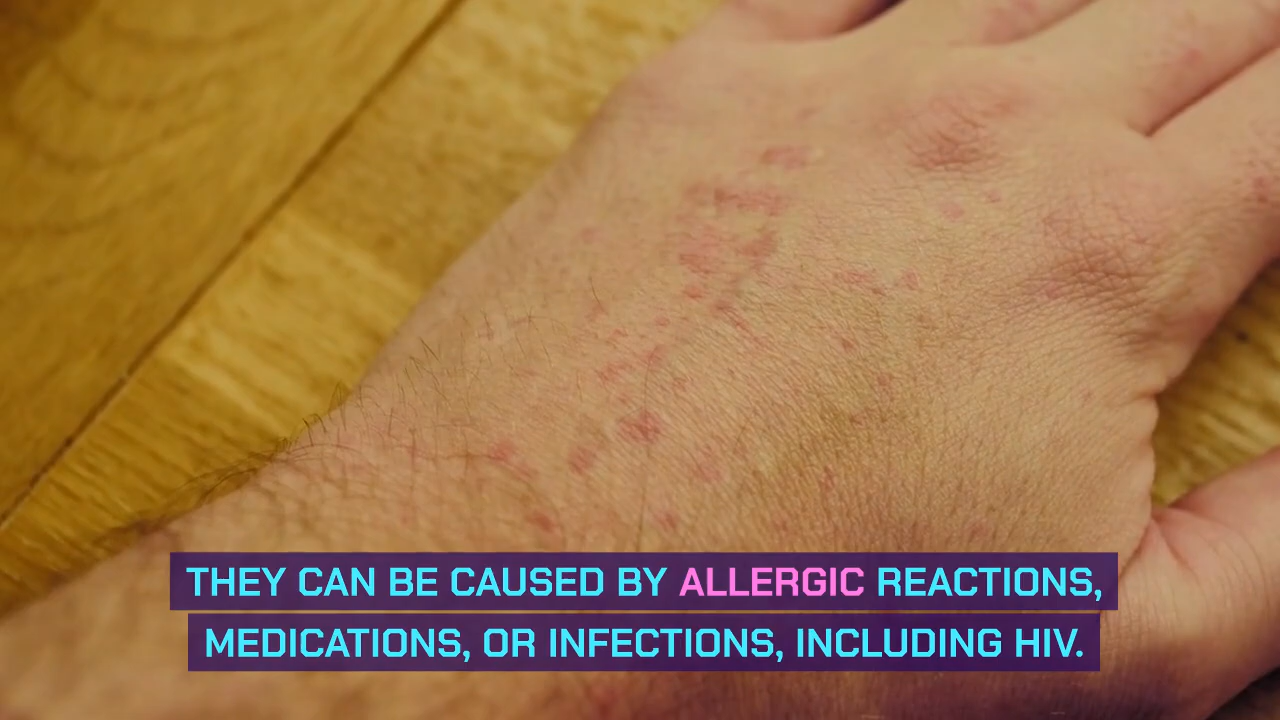 THEY CAN BE CAUSED BY ALLERGIC REACTIONS,
MEDICATIONS, OR INFECTIONS, INCLUDING HIV.